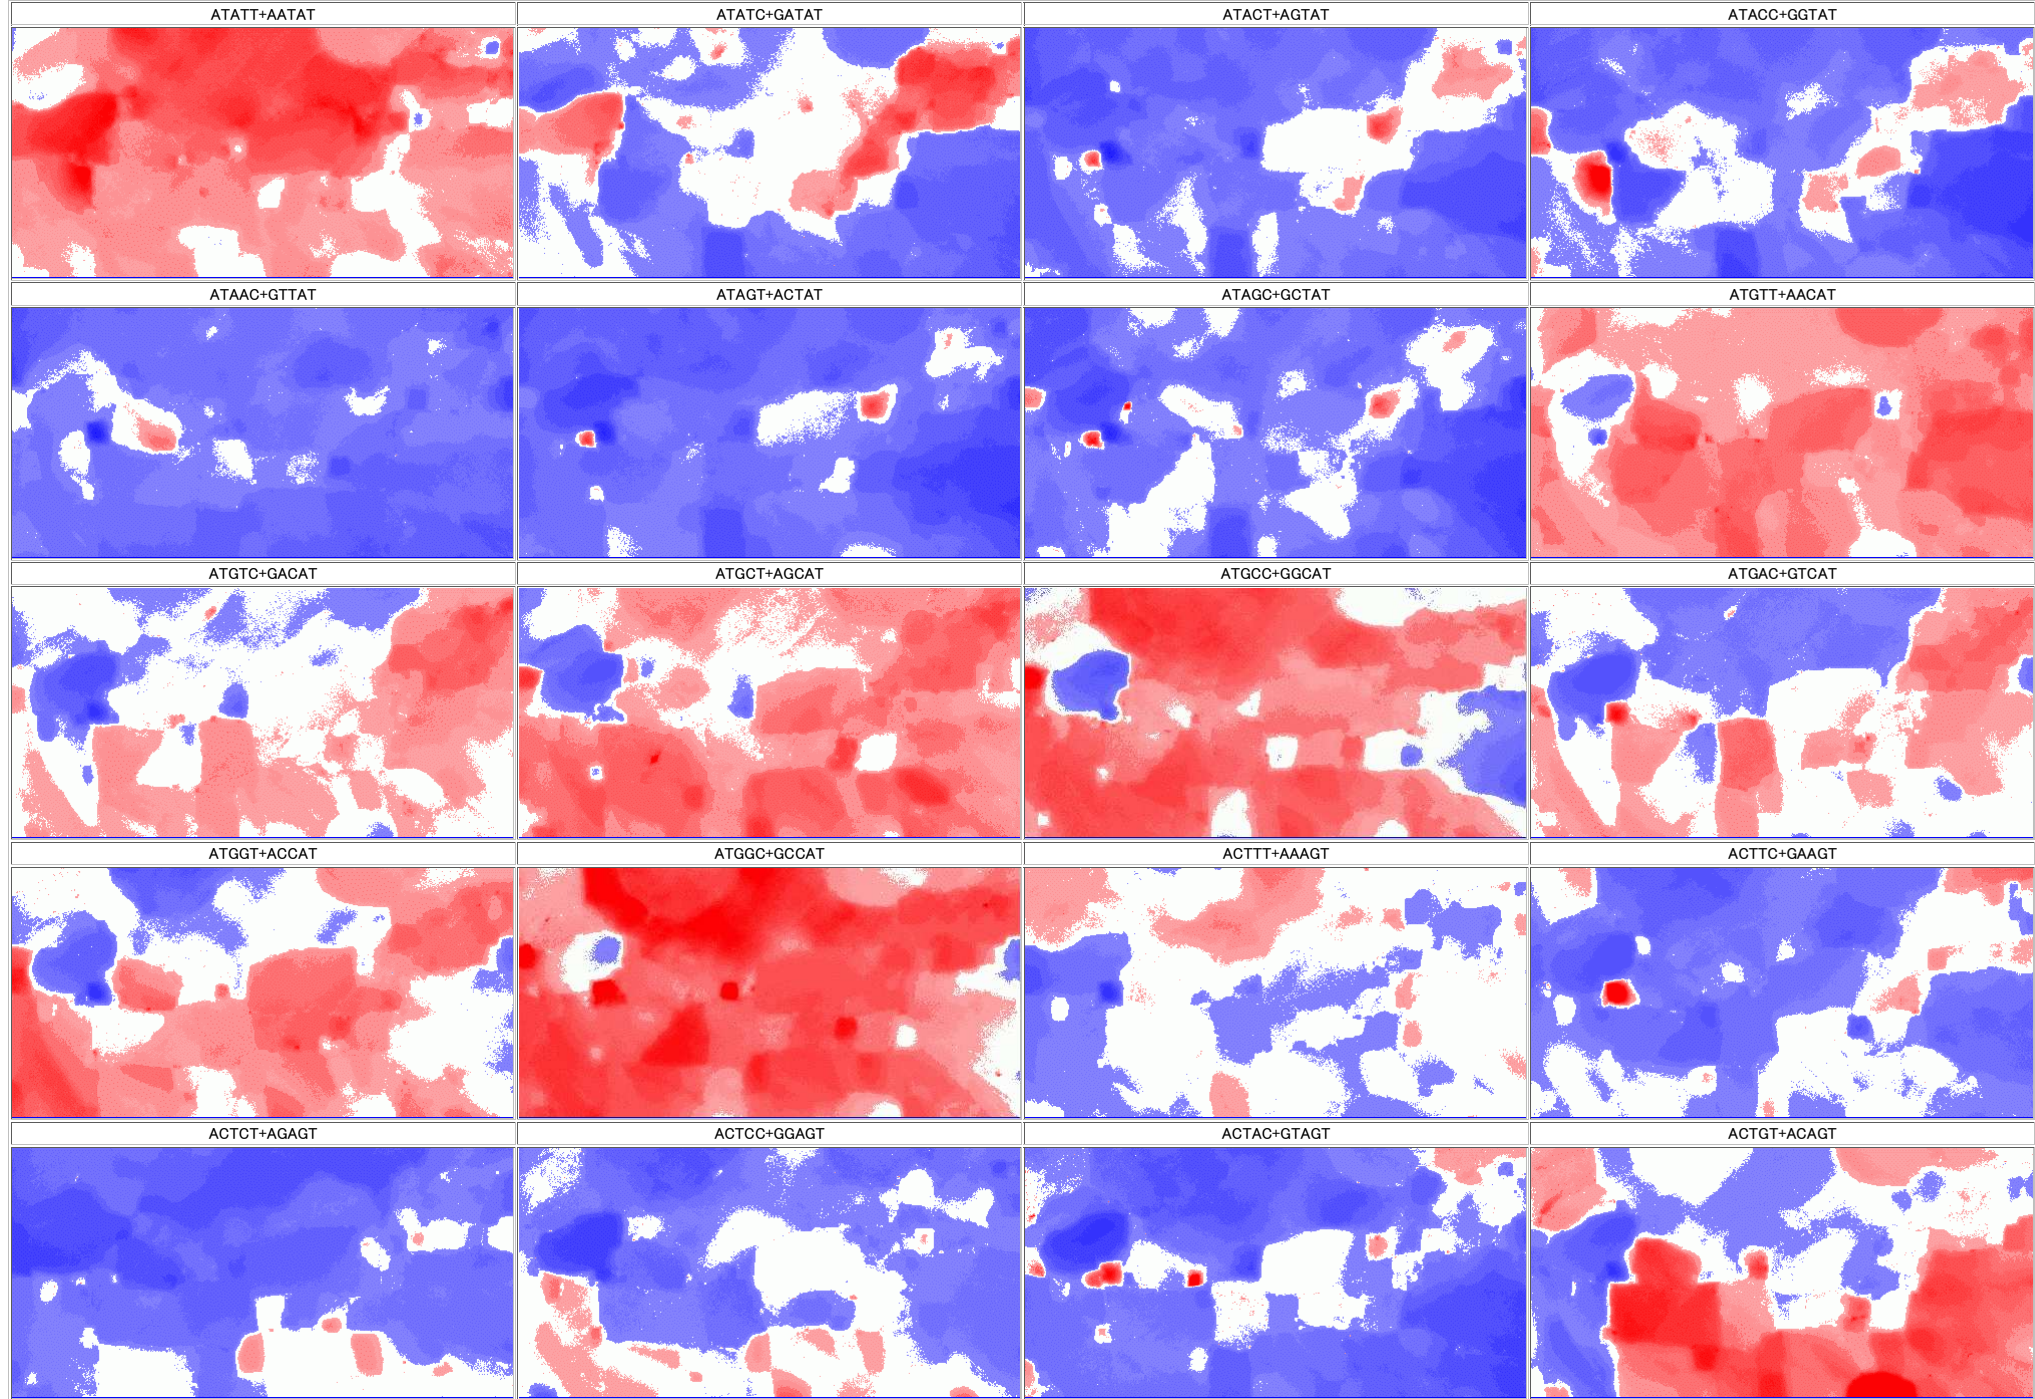 ATATT+AATAT ATATC+GATAT ATACT+AGTAT ATACC+GGTAT
ATAAC+GTTAT ATAGT+ACTAT ATAGC+GCTAT ATGTT+AACAT
ATGTC+GACAT ATGCT+AGCAT ATGCC+GGCAT ATGAC+GTCAT
ATGGT+ACCAT ATGGC+GCCAT ACTTT+AAAGT ACTTC+GAAGT
ACTCT+AGAGT ACTCC+GGAGT ACTAC+GTAGT ACTGT+ACAGT